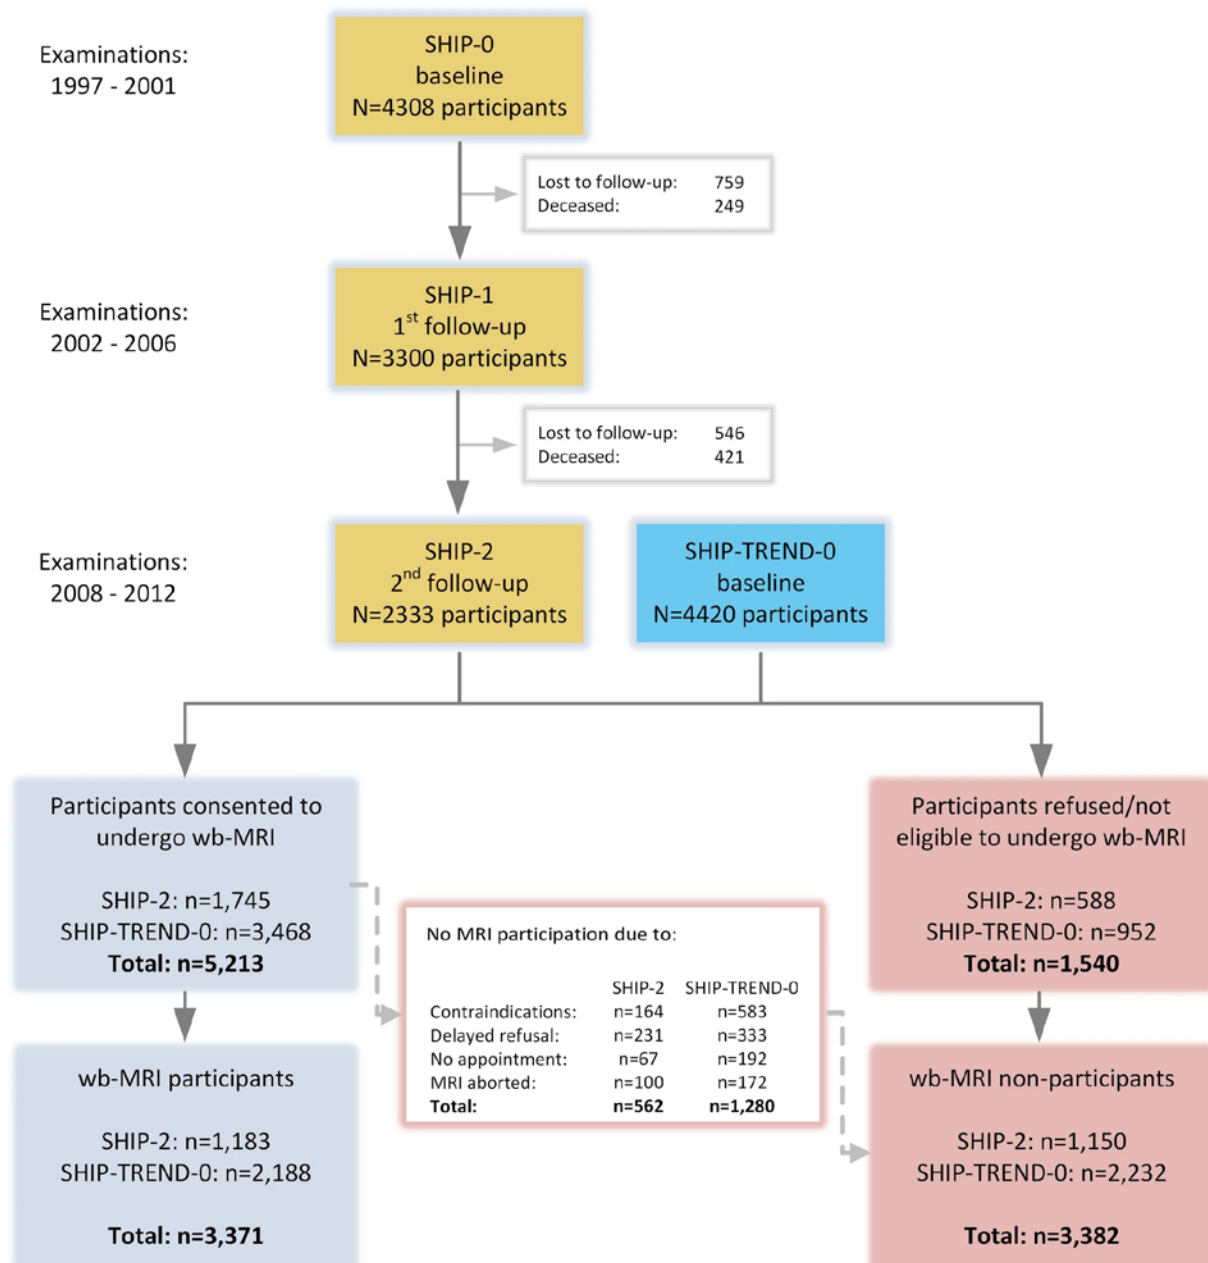 Examinations:
1997 - 2001
SHIP-0
baseline
N=4308 participants
Lost to follow-up: 759
Deceased: 249
Examinations:
2002 - 2006
SHIP-1
1st follow-up
N=3300 participants
Lost to follow-up: 546
Deceased: 421
Examinations:
2008 - 2012
SHIP-2
2nd follow-up
N=2333 participants
SHIP-TREND-0
baseline
N=4420 participants
Participants consented to
undergo wb-MRI
SHIP-2: n=1,745
SHIP-TREND-0: n=3,468
Total: n=5,213
Participants refused/not
eligible to undergo wb-MRI
SHIP-2: n=588
SHIP-TREND-0: n=952
Total: n=1,540
No MRI participation due to:
SHIP-2 SHIP-TREND-0
Contraindications: n=164 n=583
Delayed refusal: n=231 n=333
No appointment: n=67 n=192
MRI aborted: n=100 n=172
Total: n=562 n=1,280
wb-MRI participants
SHIP-2: n=1,183
SHIP-TREND-0: n=2,188
Total: n=3,371
wb-MRI non-participants
SHIP-2: n=1,150
SHIP-TREND-0: n=2,232
Total: n=3,382